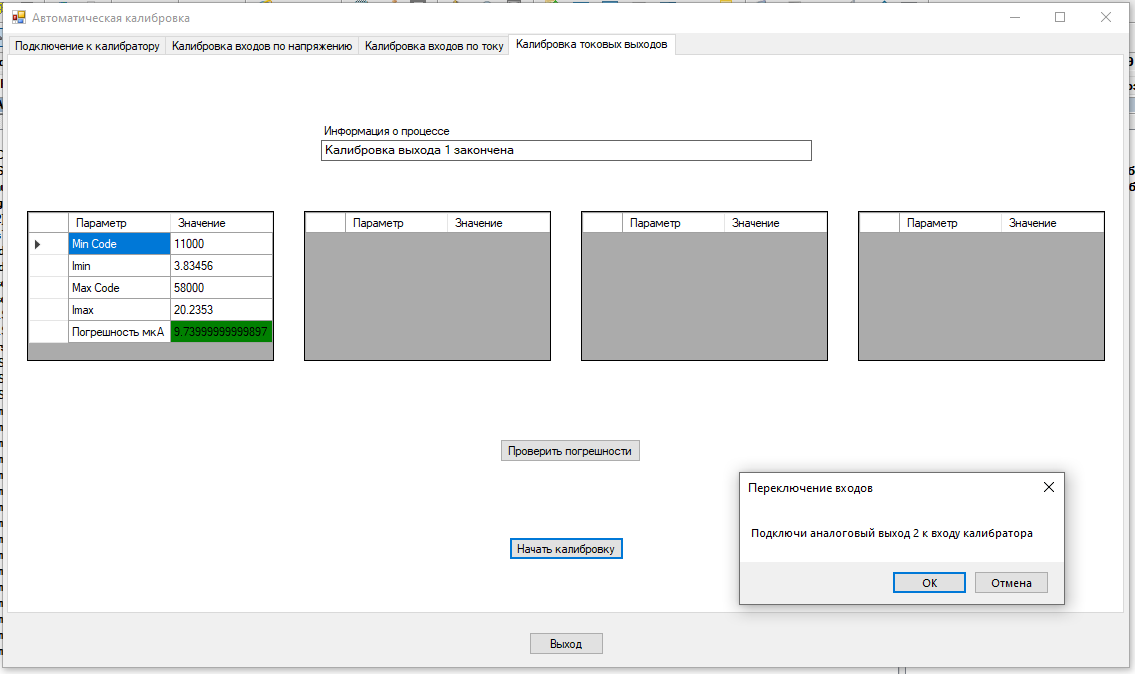 Автоматическая калибровка
Подключение к калибратору Калибровка входов по напряжению Калибровка входов по току Калибровка токовых выходов
Информация о процессе
Калибровка выхода 1 закончена
Параметр Значение Параметр Значение Параметр Значение Параметр Значение
Min Code 11000
Imin 3.83456
Max Code 58000
Imax 20.2353
Погрешность мкА 9.73999999999897
Проверить погрешности
Переключение входов
Подключи аналоговый выход 2 к входу калибратора
Начать калибровку
OK Отмена
Выход